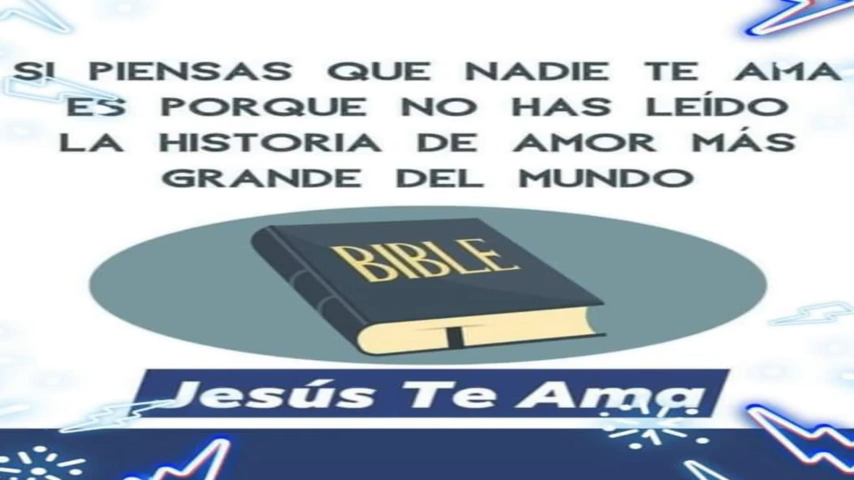 SI PIENSAS QUE NADIE TE AMA
ES PORQUE NO HAS LEÍDO
LA HISTORIA DE AMOR MÁS
GRANDE DEL MUNDO
BIBLE
Jesús Te Ama